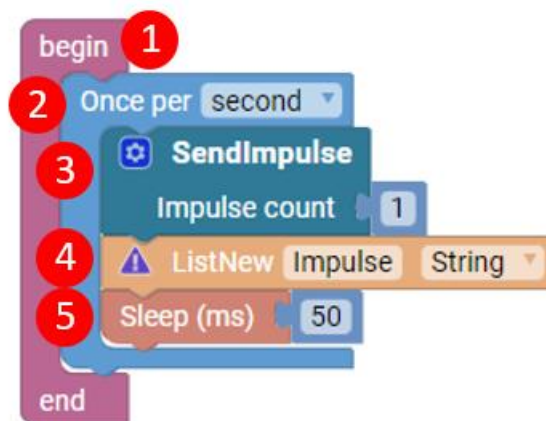 begin 1
2 Once per second
3 SendImpulse
Impulse count 1
4 ListNew Impulse String
5 Sleep (ms) 50
end